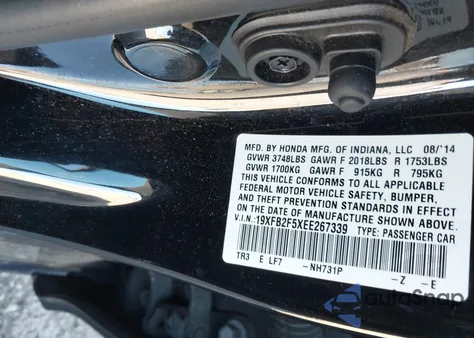 MFD. BY HONDA MFG. OF INDIANA, LLC 08/'14
GVWR 3748LBS GAWR F 2018LBS R 1753LBS
GVWR 1700KG GAWR F 915KG R 795KG
THIS VEHICLE CONFORMS TO ALL APPLICABLE
FEDERAL MOTOR VEHICLE SAFETY, BUMPER,
AND THEFT PREVENTION STANDARDS IN EFFECT
ON THE DATE OF MANUFACTURE SHOWN ABOVE.
V.I.N.:19XFB2F5XEE267339 TYPE: PASSENGER CAR
TR3 E LF7 -NH731P -Z -E
autoSnap